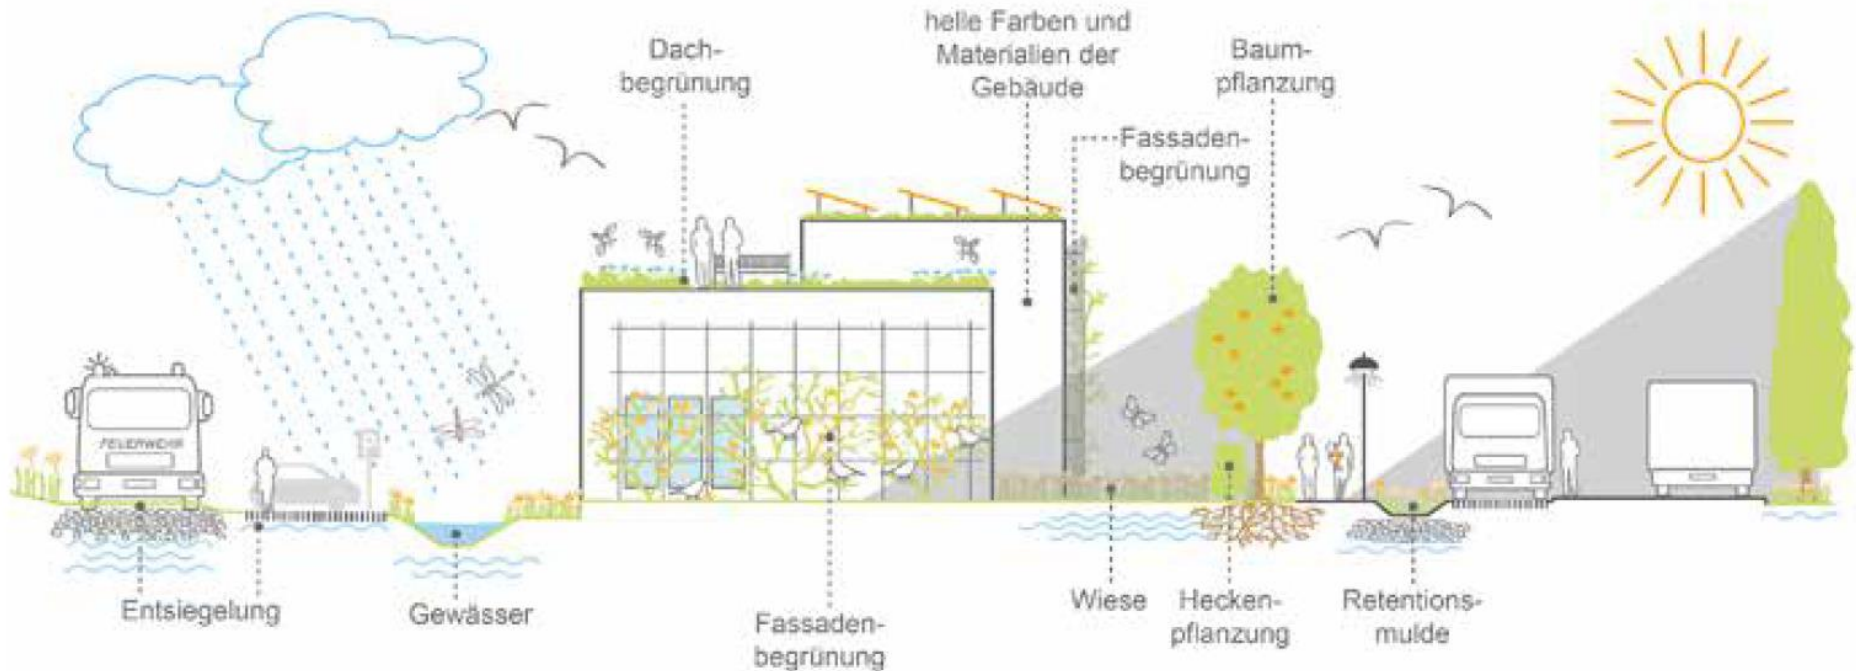 Dach-
begrünung
helle Farben und
Materialien der
Gebäude
Baum-
pflanzung
Fassaden-
begrünung
FEUERWEHR
Entsiegelung
Gewässer
Fassaden-
begrünung
Wiese
Hecken-
pflanzung
Retentions-
mulde